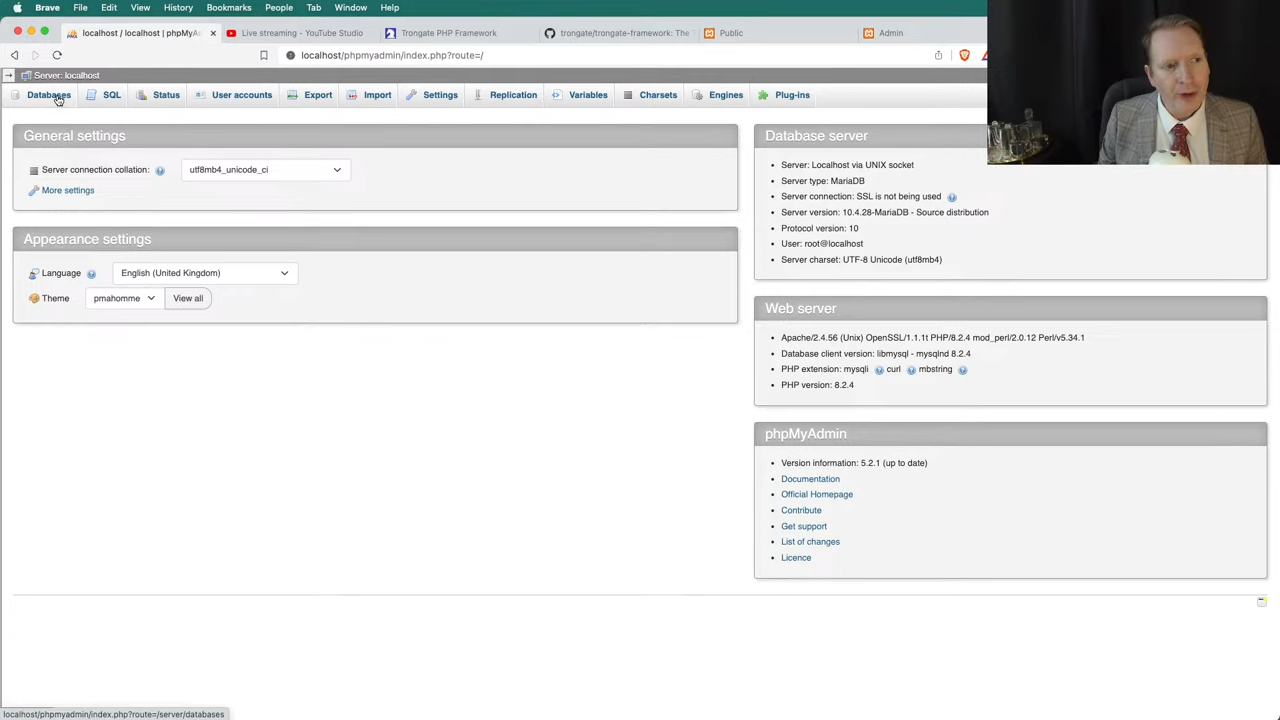 Brave File Edit View History Bookmarks People Tab Window Help
localhost / localhost | phpMyA
Live streaming - YouTube Studio
Trongate PHP Framework
trongate/trongate-framework: The
Public
Admin
localhost/phpmyadmin/index.php?route=/
Server: localhost
Databases SQL Status User accounts Export Import Settings Replication Variables Charsets Engines Plug-ins
General settings
Server connection collation: utf8mb4_unicode_ci
More settings
Appearance settings
Language English (United Kingdom)
Theme pmahomme View all
Database server
Server: Localhost via UNIX socket
Server type: MariaDB
Server connection: SSL is not being used
Server version: 10.4.28-MariaDB - Source distribution
Protocol version: 10
User: root@localhost
Server charset: UTF-8 Unicode (utf8mb4)
Web server
Apache/2.4.56 (Unix) OpenSSL/1.1.1t PHP/8.2.4 mod_perl/2.0.12 Perl/v5.34.1
Database client version: libmysql - mysqlnd 8.2.4
PHP extension: mysqli curl mbstring
PHP version: 8.2.4
phpMyAdmin
Version information: 5.2.1 (up to date)
Documentation
Official Homepage
Contribute
Get support
List of changes
Licence
localhost/phpmyadmin/index.php?route=/server/databases